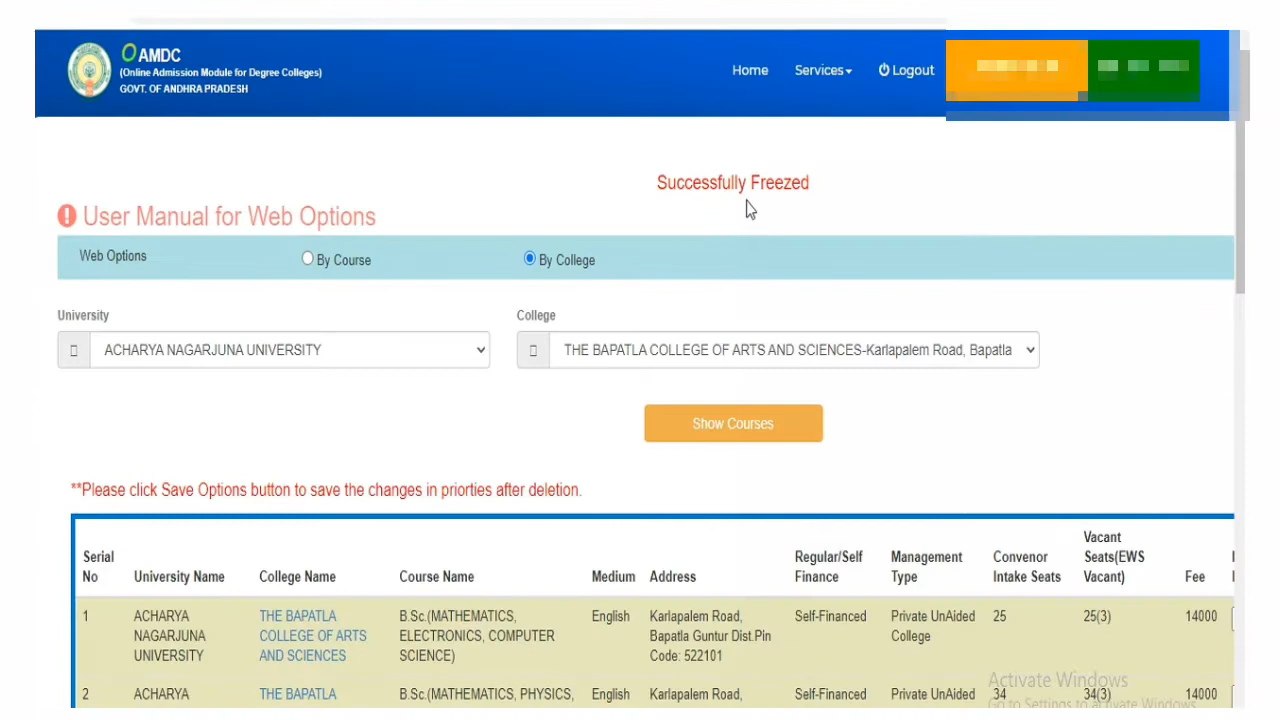 OAMDC
(Online Admission Module for Degree Colleges)
GOVT. OF ANDHRA PRADESH
Home Services Logout
Successfully Freezed
User Manual for Web Options
Web Options By Course By College
University College
ACHARYA NAGARJUNA UNIVERSITY THE BAPATLA COLLEGE OF ARTS AND SCIENCES-Karlapalem Road, Bapatla
Show Courses
**Please click Save Options button to save the changes in priorties after deletion.
Vacant
Serial Regular/Self Management Convenor Seats(EWS
No University Name College Name Course Name Medium Address Finance Type Intake Seats Vacant) Fee
1 ACHARYA THE BAPATLA B.Sc.(MATHEMATICS, English Karlapalem Road, Self-Financed Private UnAided 25 25(3) 14000
NAGARJUNA COLLEGE OF ARTS ELECTRONICS, COMPUTER Bapatla Guntur Dist.Pin College
UNIVERSITY AND SCIENCES SCIENCE) Code: 522101
Activate Windows
2 ACHARYA THE BAPATLA B.Sc.(MATHEMATICS, PHYSICS, English Karlapalem Road, Self-Financed Private UnAided 34 34(3) 14000
Go to Settings to activate Windows.